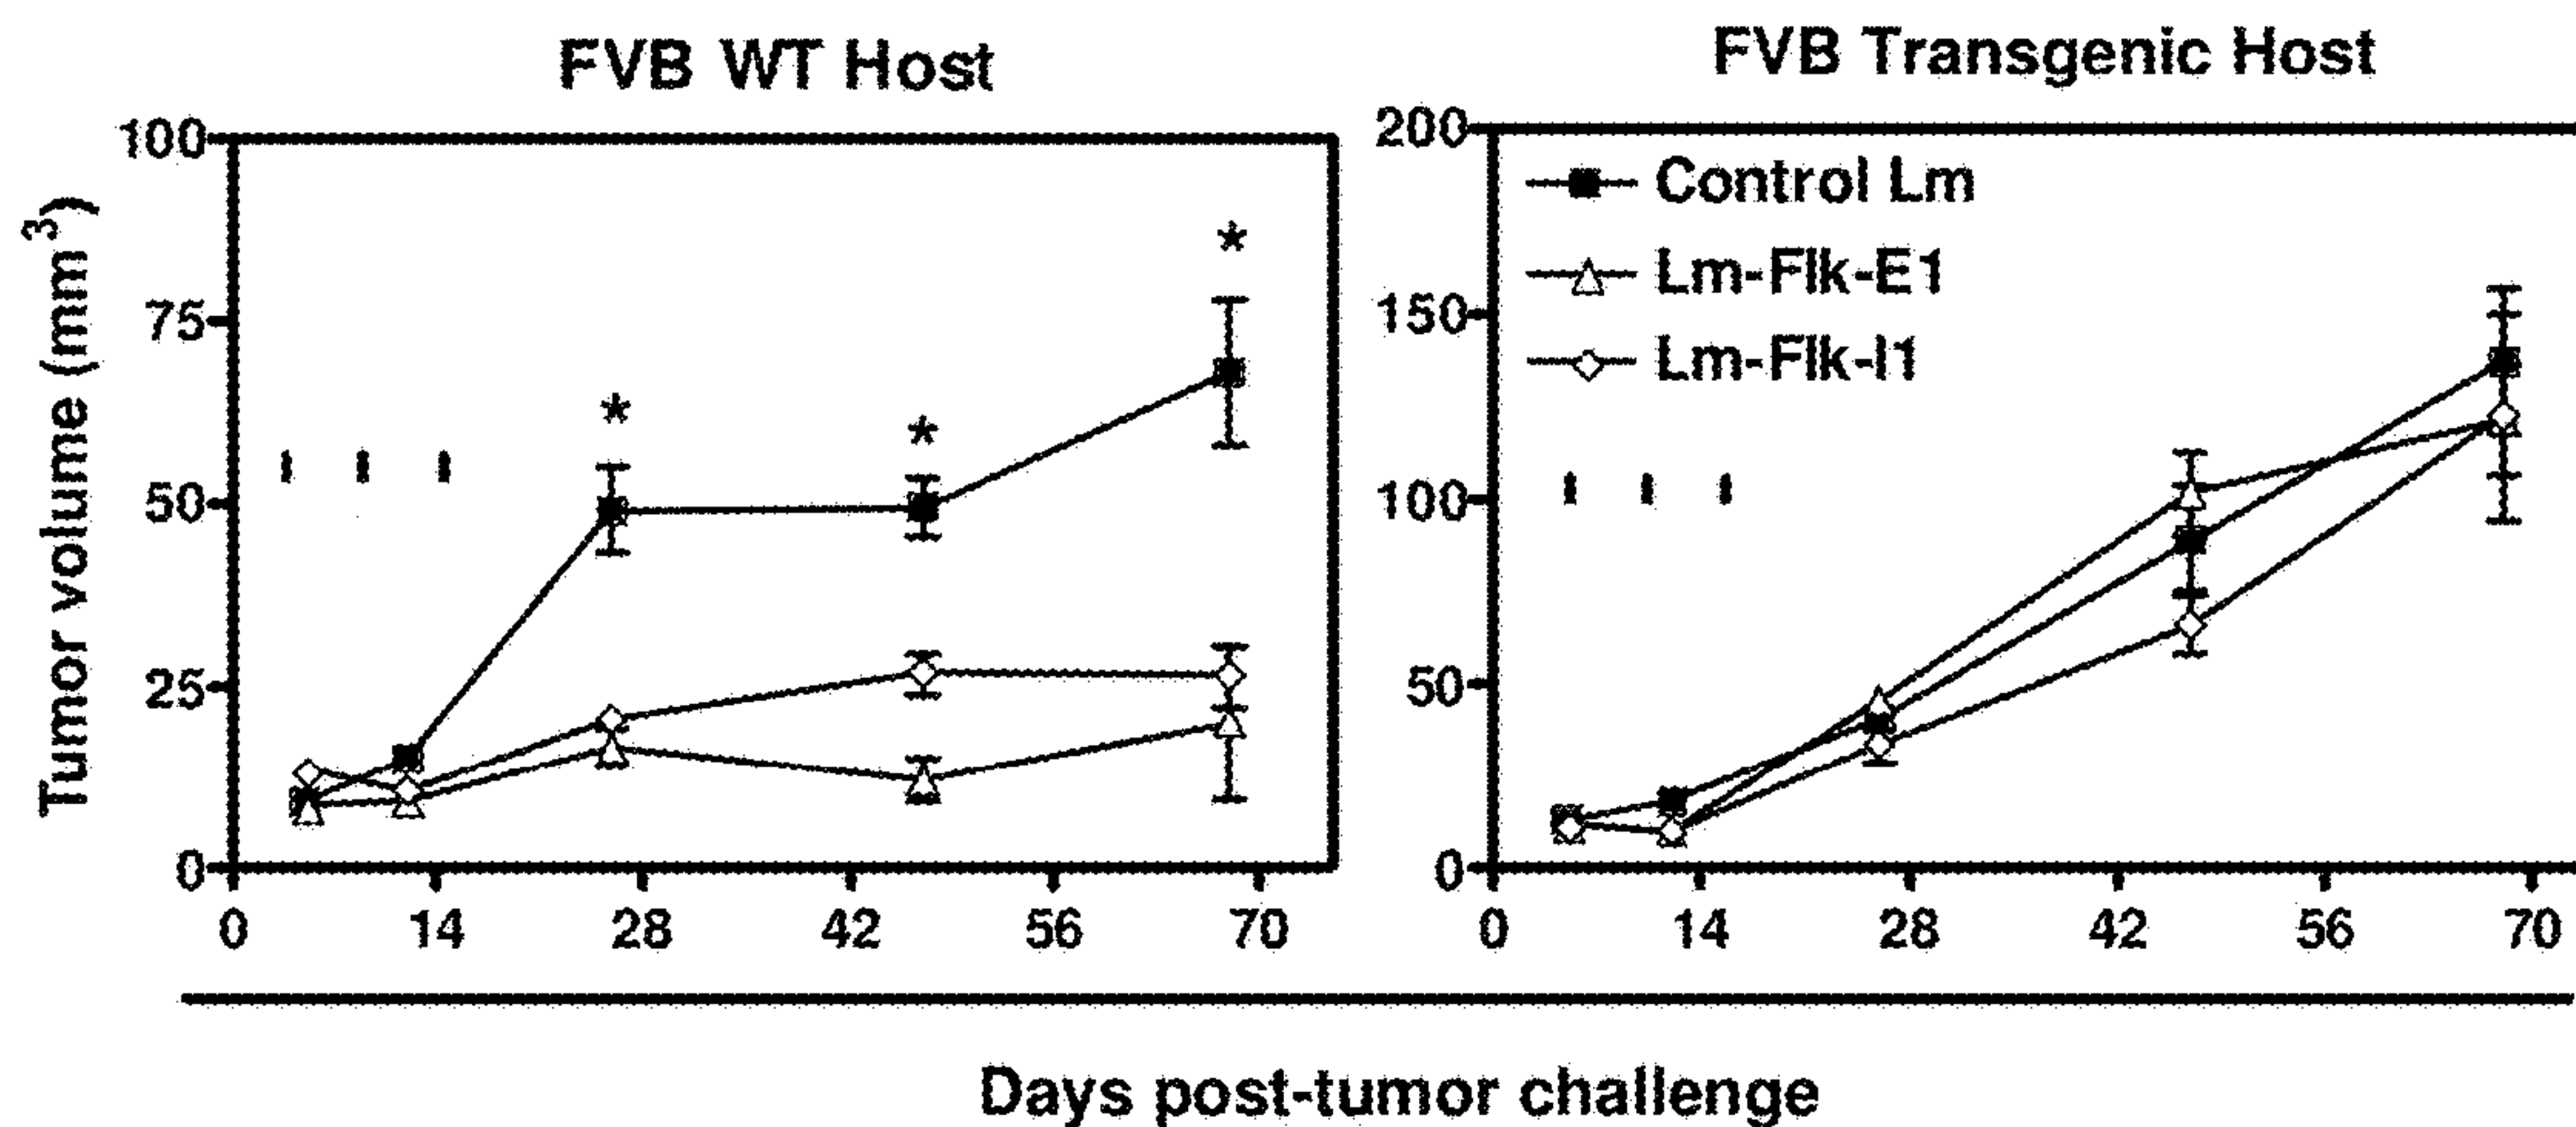 FVB WT Host
FVB Transgenic Host
Tumor volume (mm³)
100
75
50
25
0
* * *
0 14 28 42 56 70
200
150
100
50
0
Control Lm
Lm-Flk-E1
Lm-Flk-I1
0 14 28 42 56 70
Days post-tumor challenge